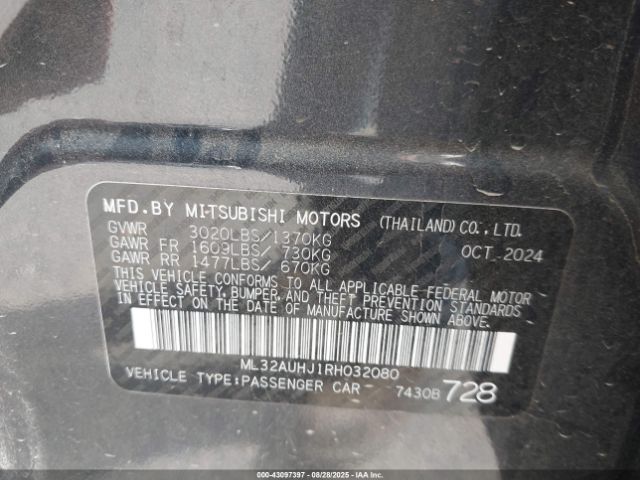 MFD.BY MITSUBISHI MOTORS (THAILAND) CO., LTD.
GVWR 3020LBS/1370KG OCT 2024
GAWR FR 1609LBS/ 730KG
GAWR RR 1477LBS/ 670KG
THIS VEHICLE CONFORMS TO ALL APPLICABLE FEDERAL MOTOR
VEHICLE SAFETY, BUMPER, AND THEFT PREVENTION STANDARDS
IN EFFECT ON THE DATE OF MANUFACTURE SHOWN ABOVE.
ML32AUHJ1RH032080
VEHICLE TYPE:PASSENGER CAR 7430B 728
000-43097397 - 08/28/2025 - IAAI.COM